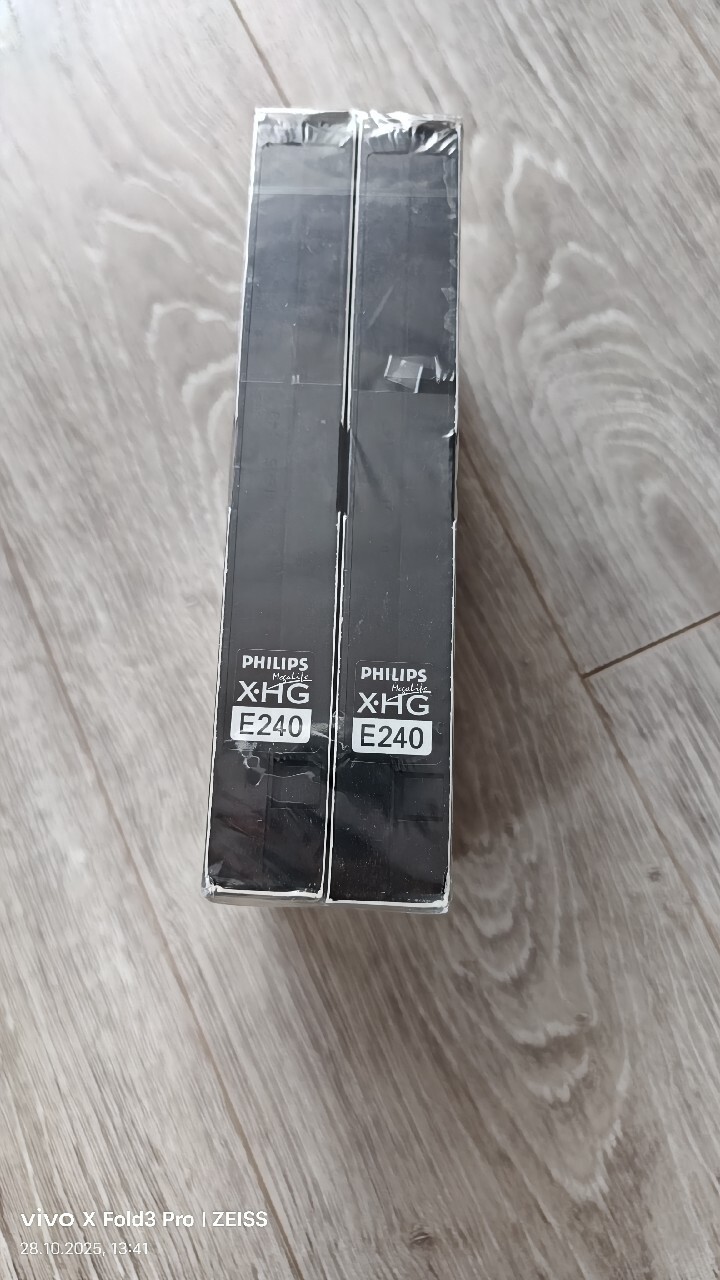 PHILIPS
MegaLife
X·HG
E240
PHILIPS
MegaLife
X·HG
E240
vivo X Fold3 Pro | ZEISS
28.10.2025, 13:41